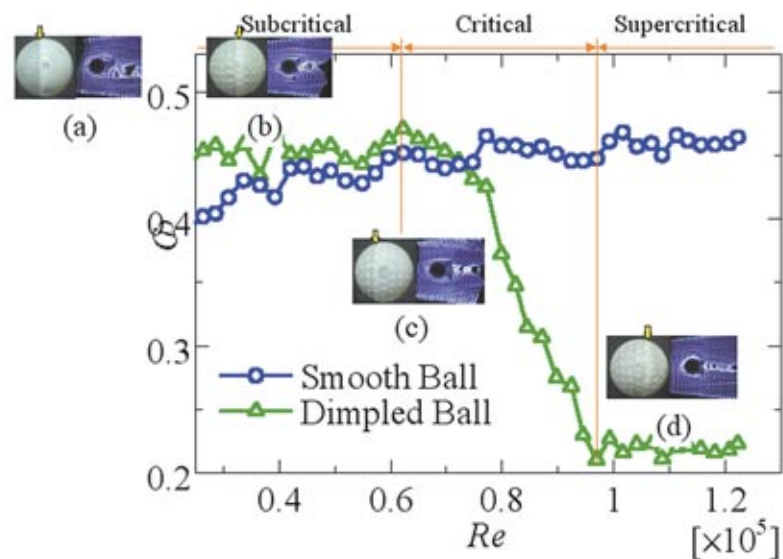 Subcritical Critical Supercritical
(a) (b)
0.5
0.4
(c)
0.3
Smooth Ball
Dimpled Ball
(d)
0.2
0.4 0.6 0.8 1 1.2
Re [×10⁵]